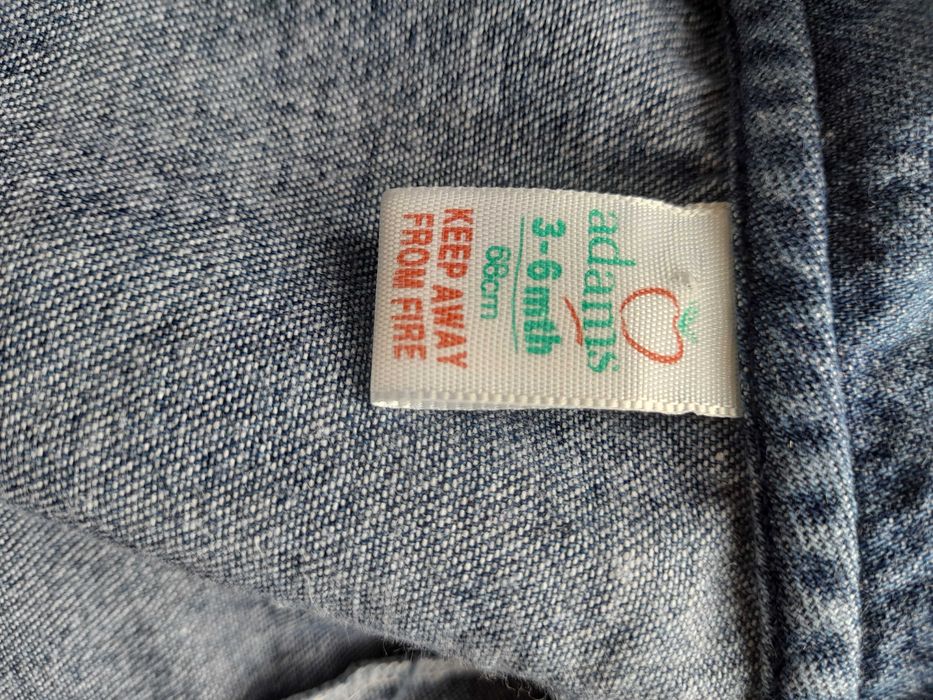 adams
3-6 mth
68cm
KEEP AWAY
FROM FIRE